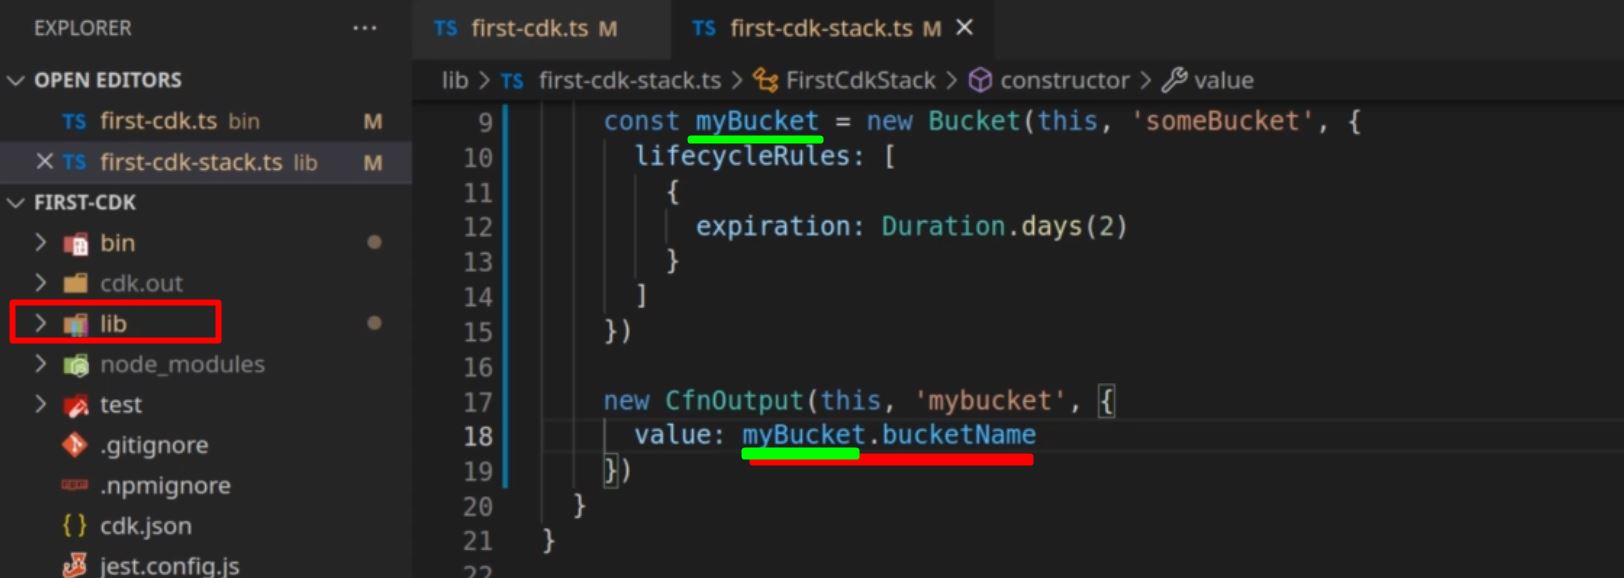 EXPLORER ...
OPEN EDITORS
TS first-cdk.ts bin M
TS first-cdk-stack.ts lib M
FIRST-CDK
bin
cdk.out
lib
node_modules
test
.gitignore
.npmignore
{ } cdk.json
jest.config.js
TS first-cdk.ts M TS first-cdk-stack.ts M
lib > TS first-cdk-stack.ts > FirstCdkStack > constructor > value
9 const myBucket = new Bucket(this, 'someBucket', {
10 lifecycleRules: [
11 {
12 expiration: Duration.days(2)
13 }
14 ]
15 })
16
17 new CfnOutput(this, 'mybucket', {
18 value: myBucket.bucketName
19 })
20 }
21 }
22